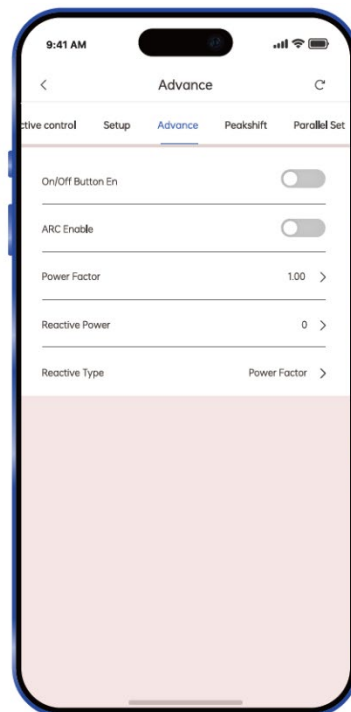 9:41 AM
Advance
ctive control Setup Advance Peakshift Parallel Set
On/Off Button En
ARC Enable
Power Factor 1.00
Reactive Power 0
Reactive Type Power Factor